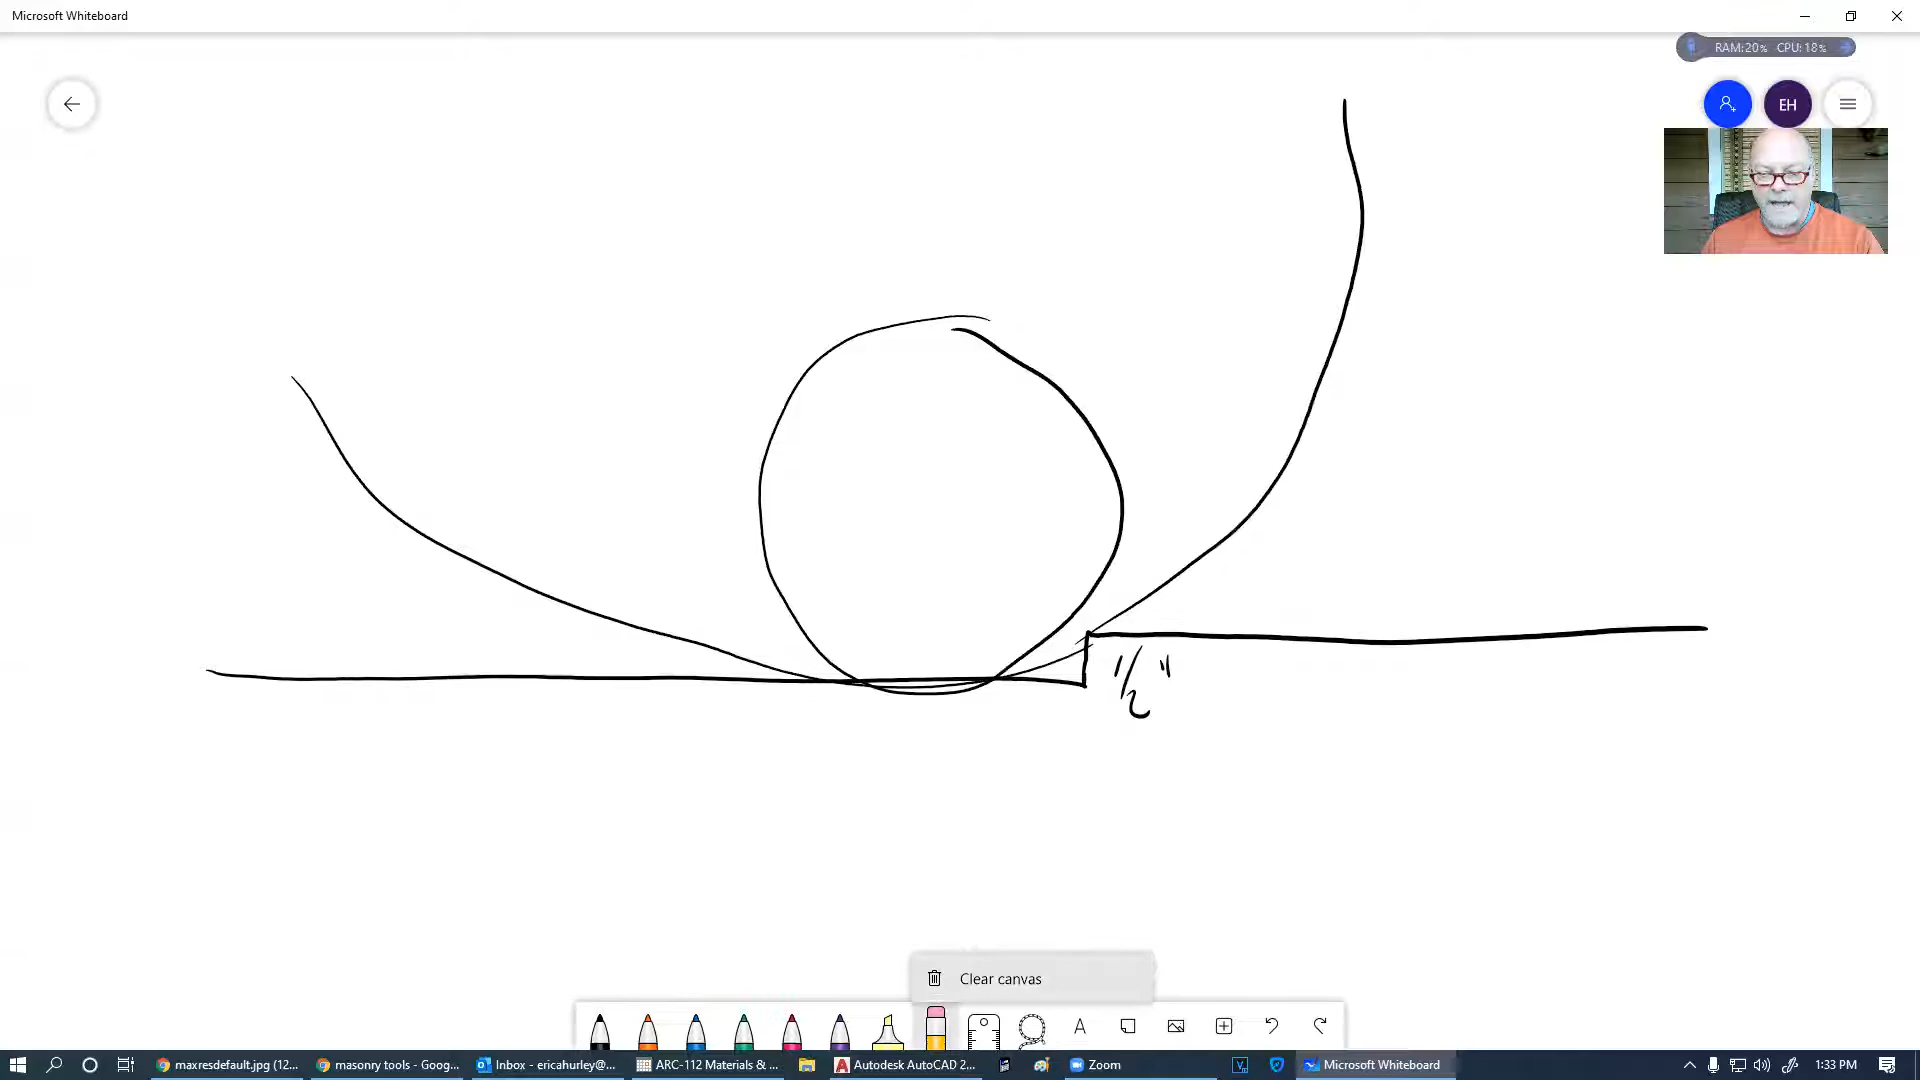 Microsoft Whiteboard
RAM:20% CPU:18%
EH
1/2"
Clear canvas
A
maxresdefault.jpg (12...
masonry tools - Goog...
Inbox - ericahurley@...
ARC-112 Materials & ...
Autodesk AutoCAD 2...
Zoom
Microsoft Whiteboard
1:33 PM